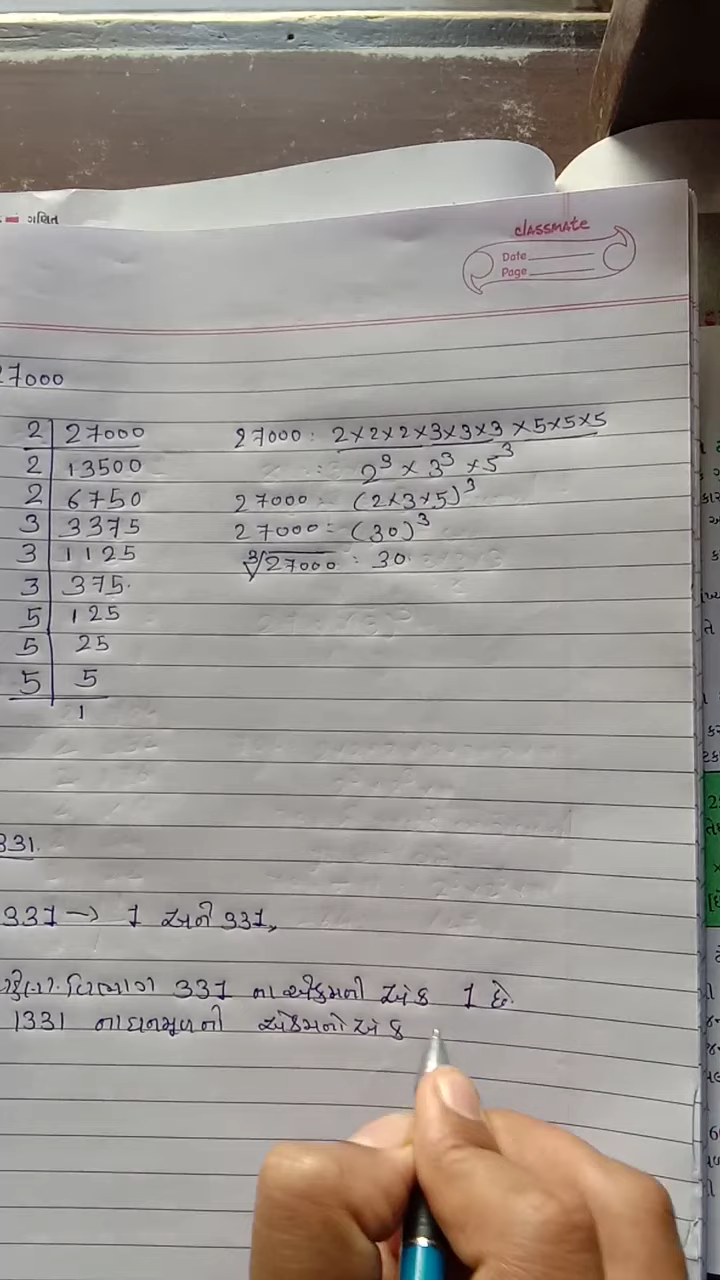 ગણિત
classmate
Date
Page
27000
2 | 27000
2 | 13500
2 | 6750
3 | 3375
3 | 1125
3 | 375.
5 | 125
5 | 25
5 | 5
1
27000 : 2×2×2×3×3×3 ×5×5×5
: 2³ × 3³ × 5³
27000 : (2×3×5)³
27000 = (30)³
∛27000 : 30
331.
331 → 1 અને 331,
વિભાગ 331 ના એકમનો અંક 1 છે
1331 ના ઘનમૂળનો એકમનો અંક